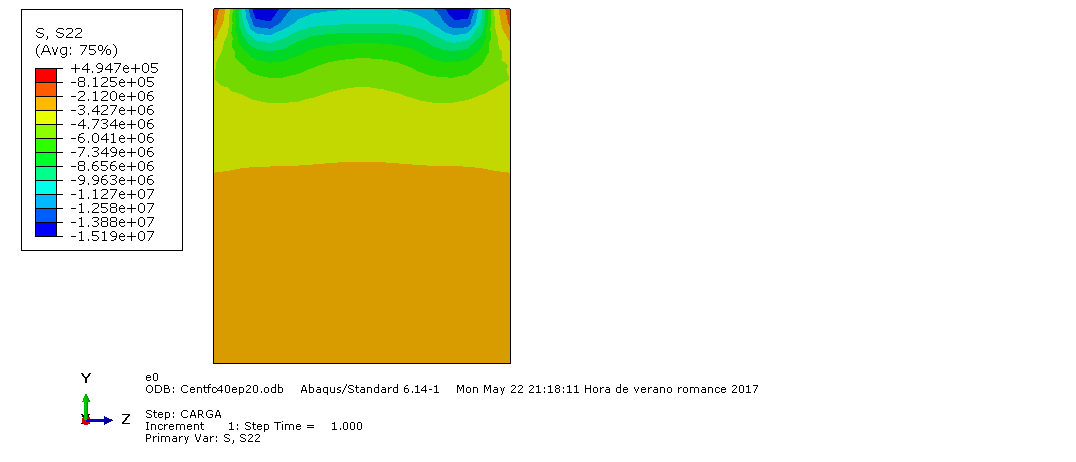 S, S22
(Avg: 75%)
+4.947e+05
-8.125e+05
-2.120e+06
-3.427e+06
-4.734e+06
-6.041e+06
-7.349e+06
-8.656e+06
-9.963e+06
-1.127e+07
-1.258e+07
-1.388e+07
-1.519e+07
Y
Z
e0
ODB: Centfc40ep20.odb Abaqus/Standard 6.14-1 Mon May 22 21:18:11 Hora de verano romance 2017
Step: CARGA
Increment 1: Step Time = 1.000
Primary Var: S, S22